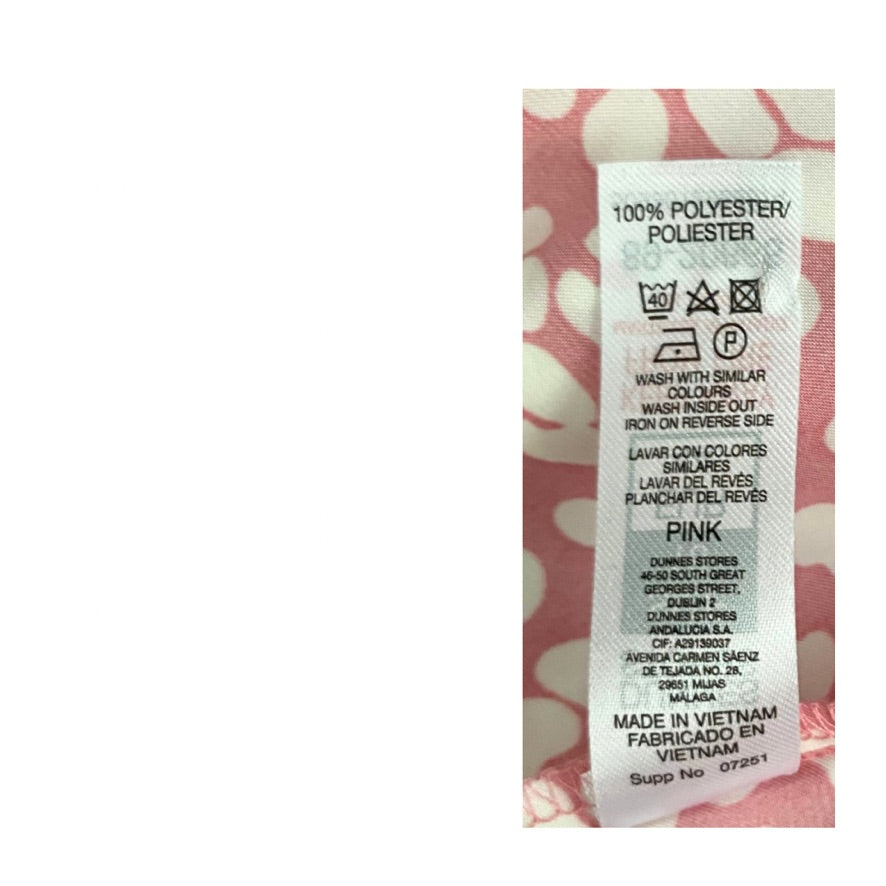 100% POLYESTER/
POLIESTER
40
P
WASH WITH SIMILAR
COLOURS
WASH INSIDE OUT
IRON ON REVERSE SIDE
LAVAR CON COLORES
SIMILARES
LAVAR DEL REVÉS
PLANCHAR DEL REVÉS
PINK
DUNNES STORES
46-50 SOUTH GREAT
GEORGES STREET,
DUBLIN 2
DUNNES STORES
ANDALUCIA S.A.
CIF: A29139037
AVENIDA CARMEN SÁENZ
DE TEJADA NO. 28,
29651 MIJAS
MÁLAGA
MADE IN VIETNAM
FABRICADO EN
VIETNAM
Supp No 07251